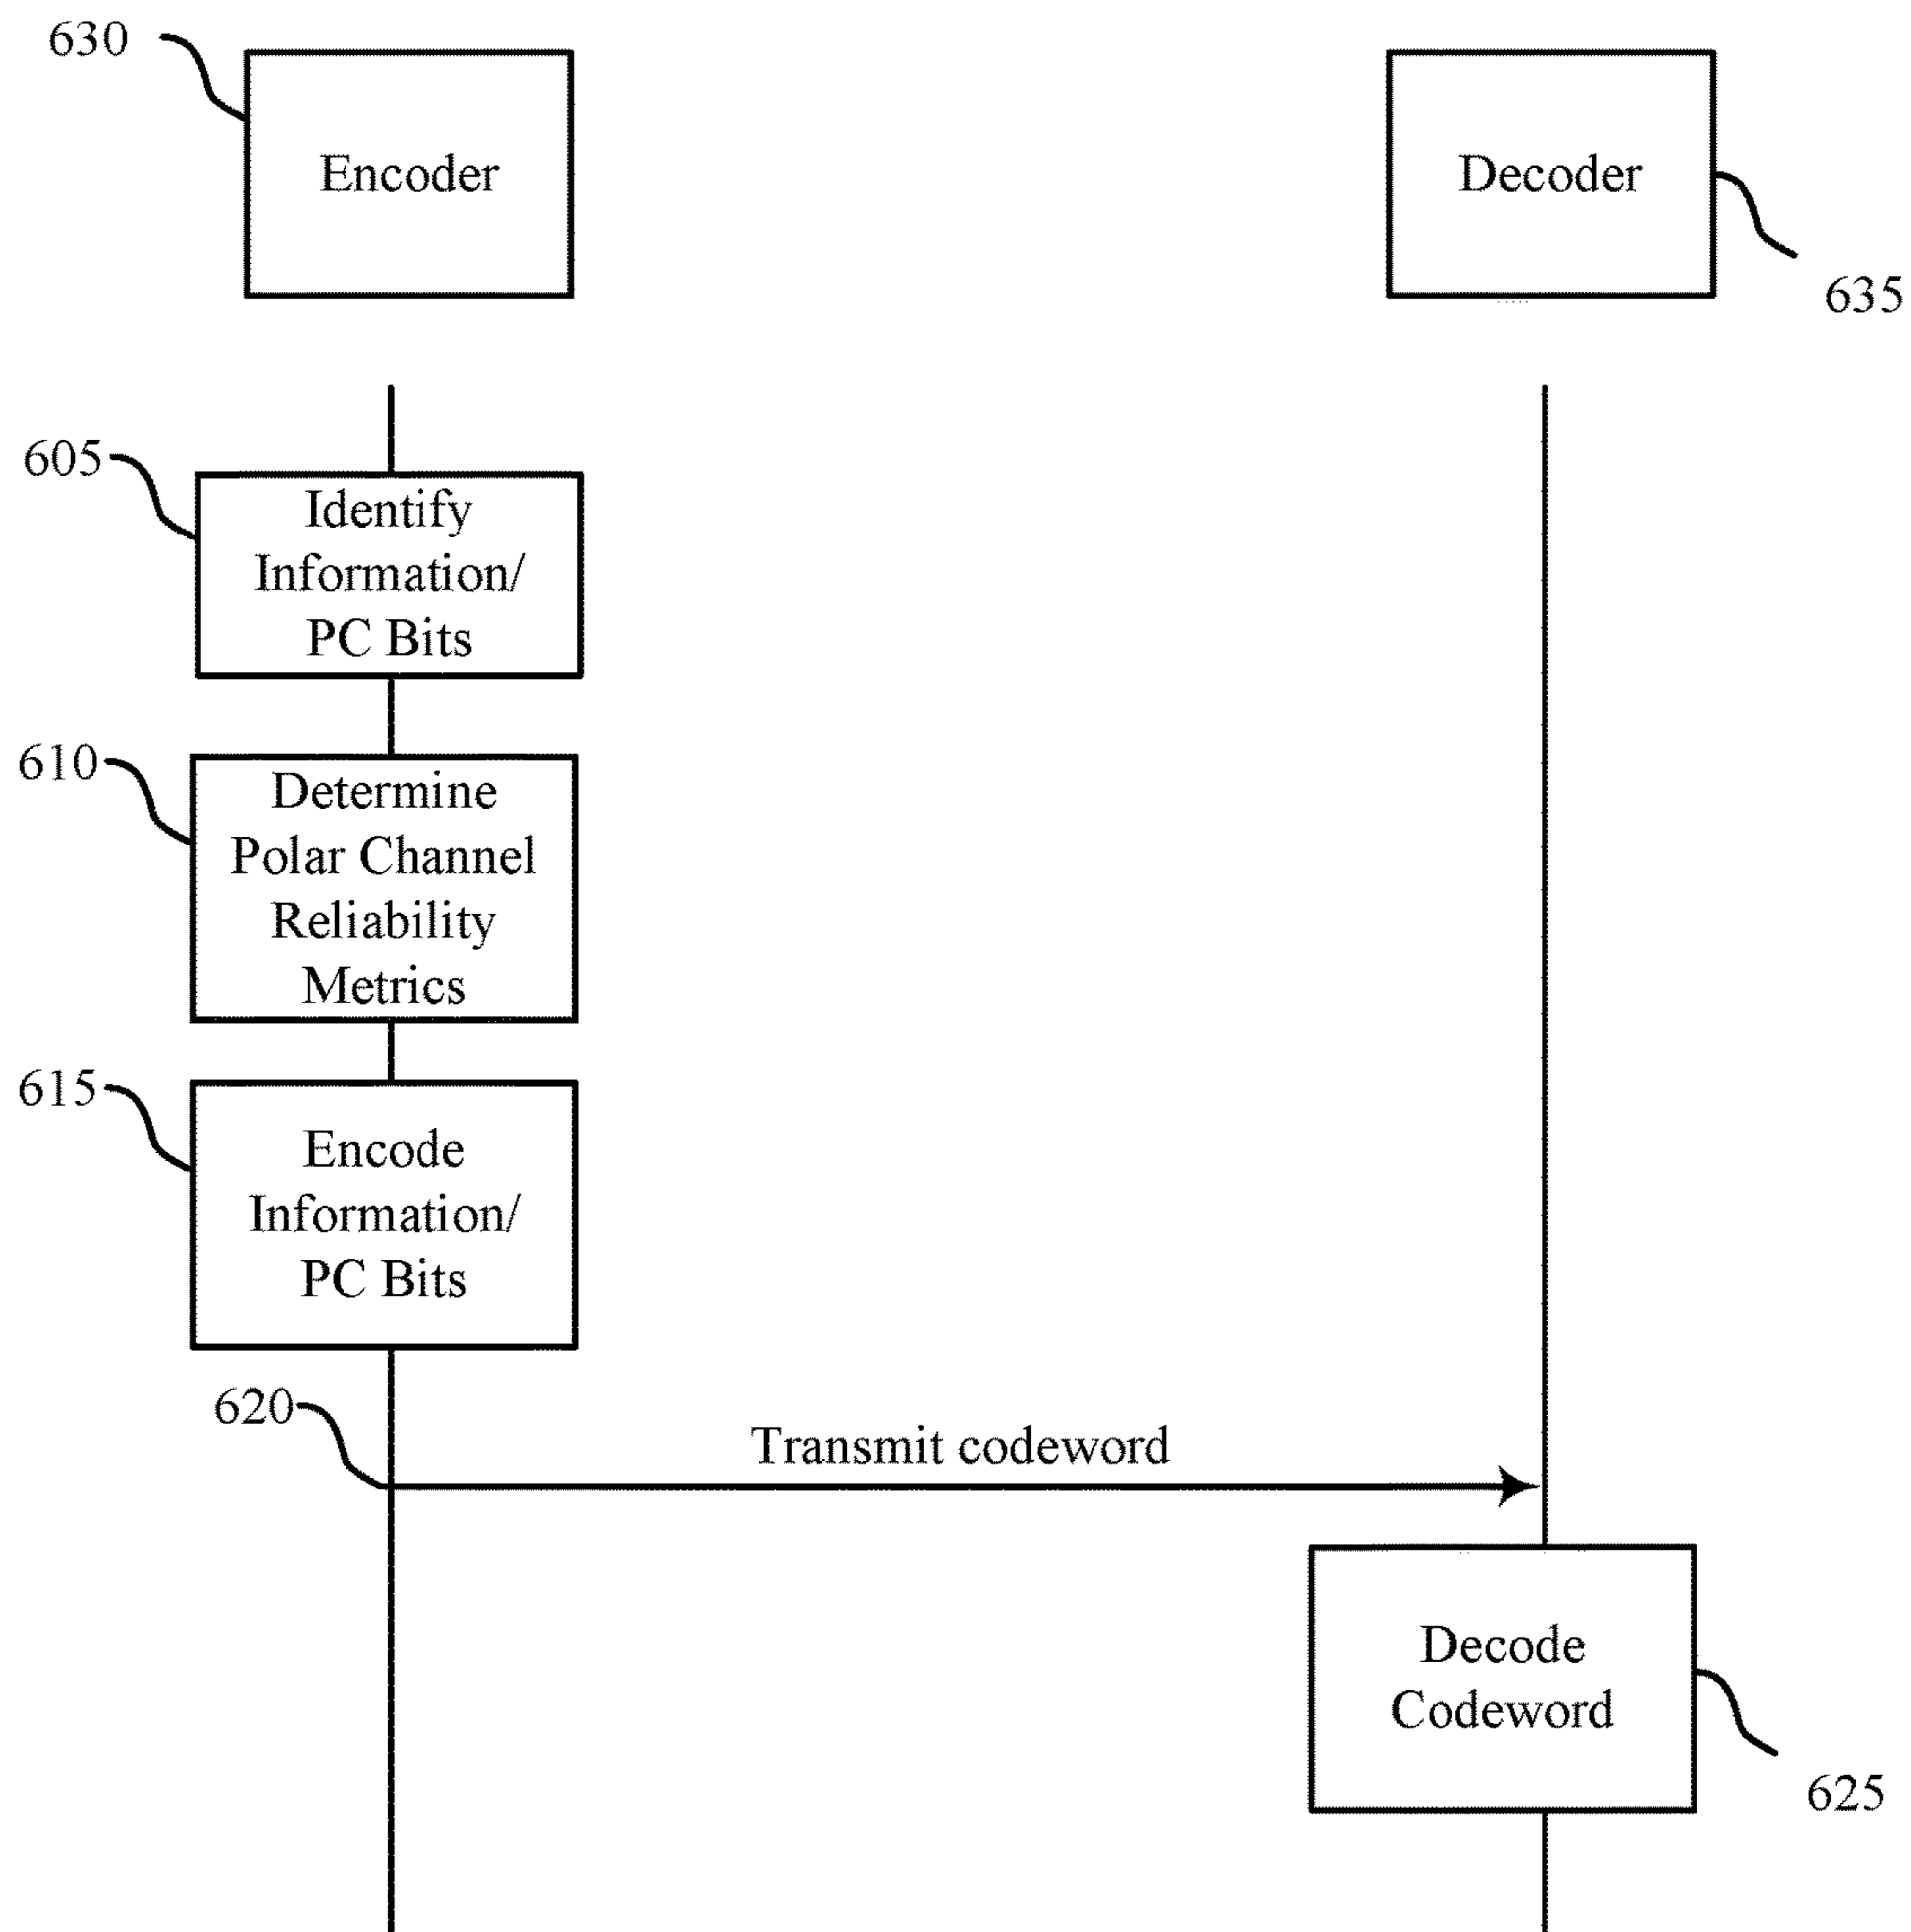 630
Encoder
Decoder
635
605
Identify
Information/
PC Bits
610
Determine
Polar Channel
Reliability
Metrics
615
Encode
Information/
PC Bits
620
Transmit codeword
Decode
Codeword
625